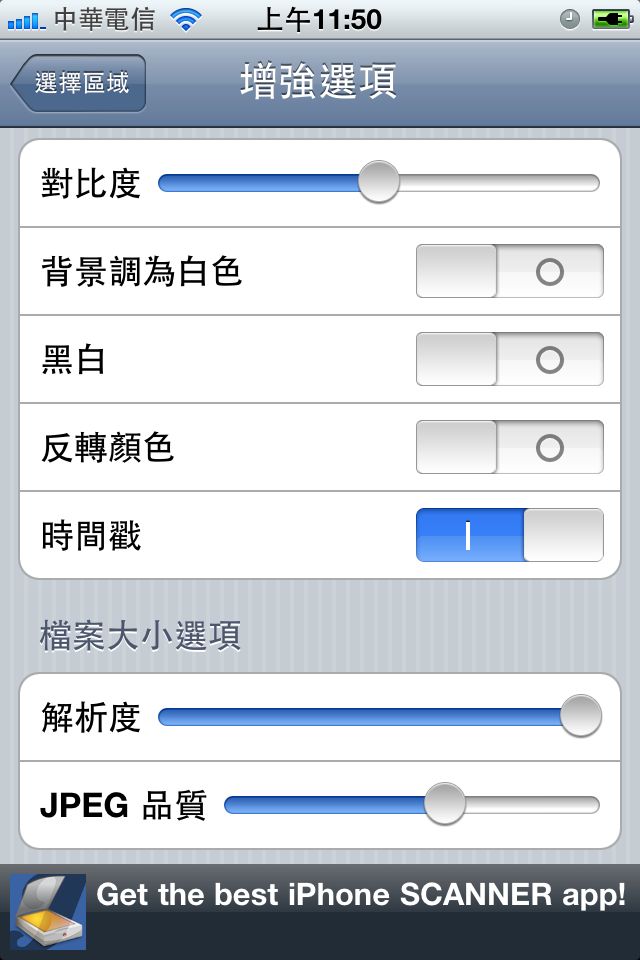 中華電信 上午11:50
選擇區域 增強選項
對比度
背景調為白色
黑白
反轉顏色
時間戳
檔案大小選項
解析度
JPEG 品質
Get the best iPhone SCANNER app!